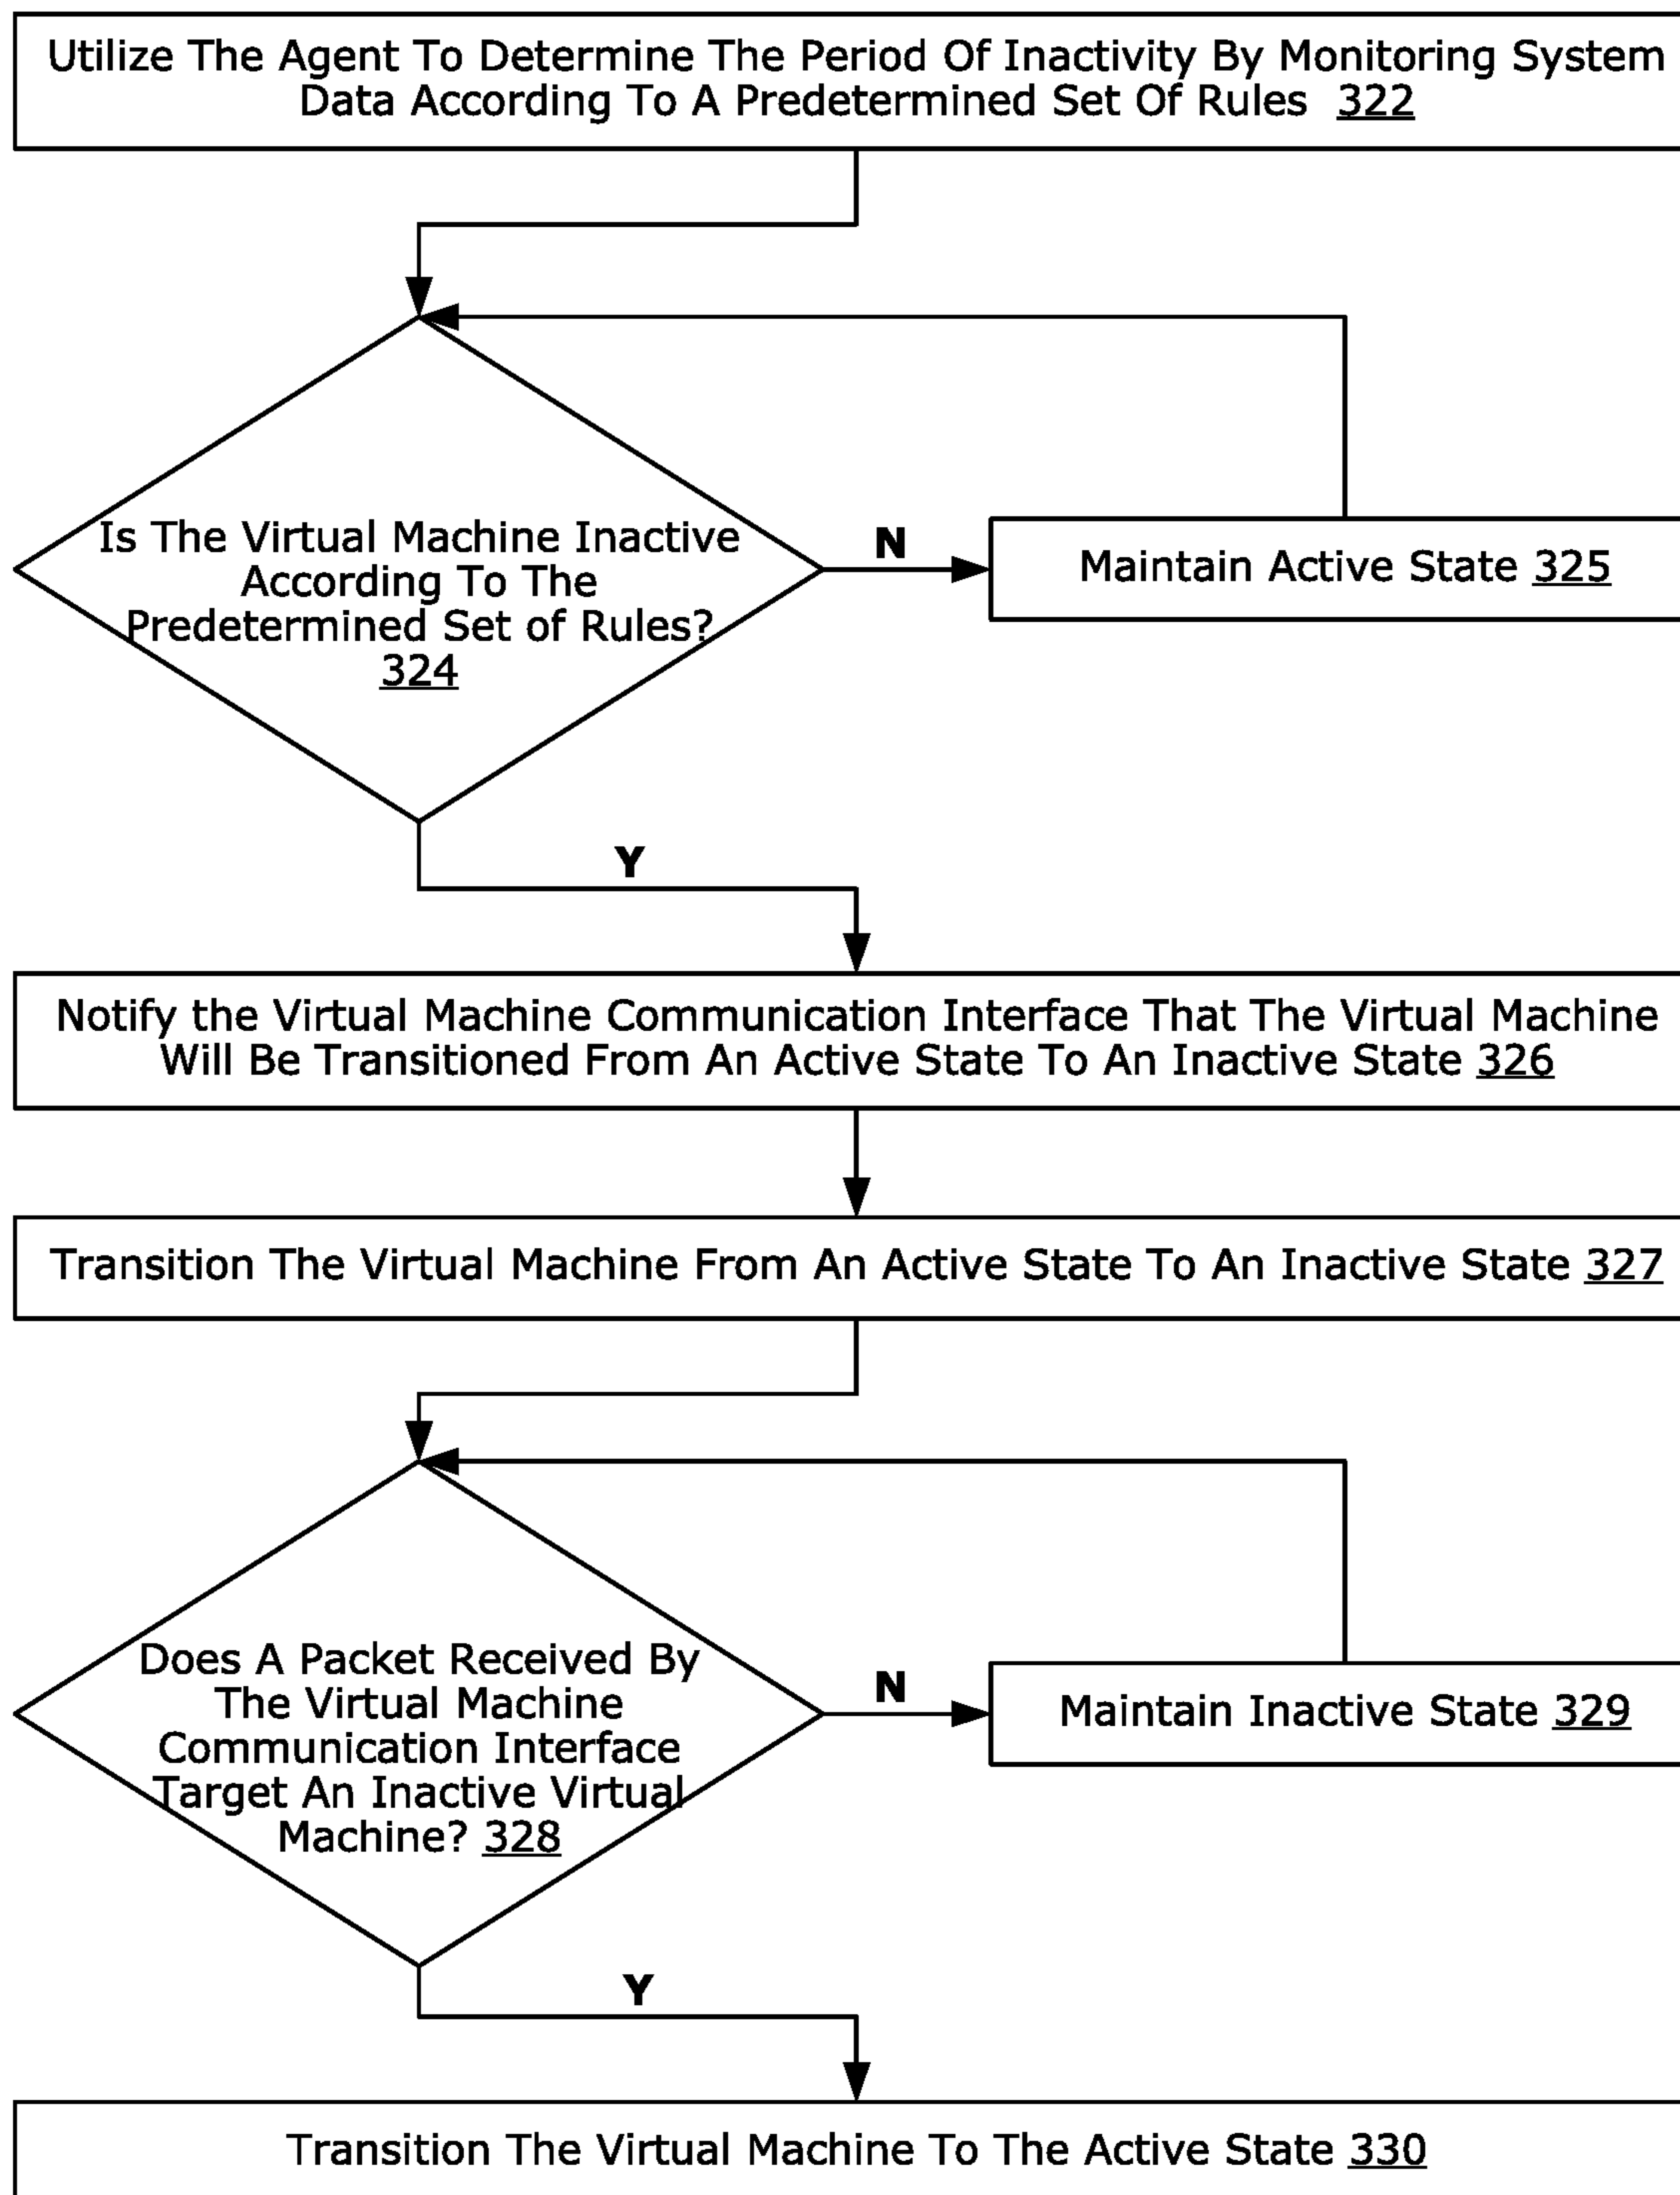 Utilize The Agent To Determine The Period Of Inactivity By Monitoring System
Data According To A Predetermined Set Of Rules 322
Is The Virtual Machine Inactive
According To The
Predetermined Set of Rules?
324
N
Maintain Active State 325
Y
Notify the Virtual Machine Communication Interface That The Virtual Machine
Will Be Transitioned From An Active State To An Inactive State 326
Transition The Virtual Machine From An Active State To An Inactive State 327
Does A Packet Received By
The Virtual Machine
Communication Interface
Target An Inactive Virtual
Machine? 328
N
Maintain Inactive State 329
Y
Transition The Virtual Machine To The Active State 330